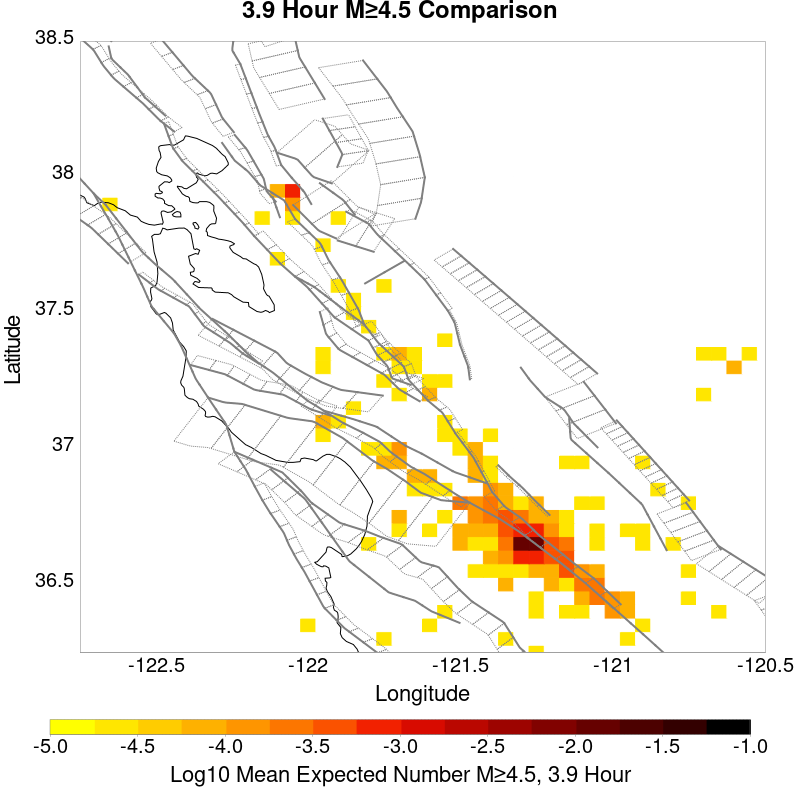 3.9 Hour M≥4.5 Comparison
38.5
38
37.5
37
36.5
Latitude
-122.5 -122 -121.5 -121 -120.5
Longitude
-5.0 -4.5 -4.0 -3.5 -3.0 -2.5 -2.0 -1.5 -1.0
Log10 Mean Expected Number M≥4.5, 3.9 Hour